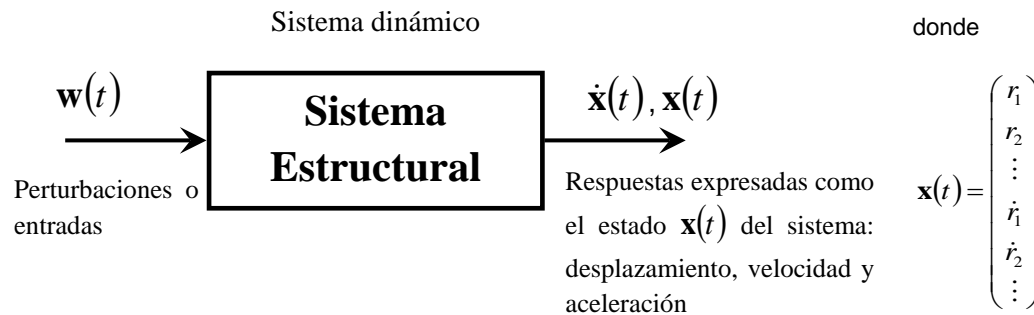 Sistema dinámico
donde
w(t)
Sistema
Estructural
ẋ(t), x(t)
Perturbaciones o
entradas
Respuestas expresadas como
el estado x(t) del sistema:
desplazamiento, velocidad y
aceleración
x(t)=
r₁
r₂
⋮
ṙ₁
ṙ₂
⋮